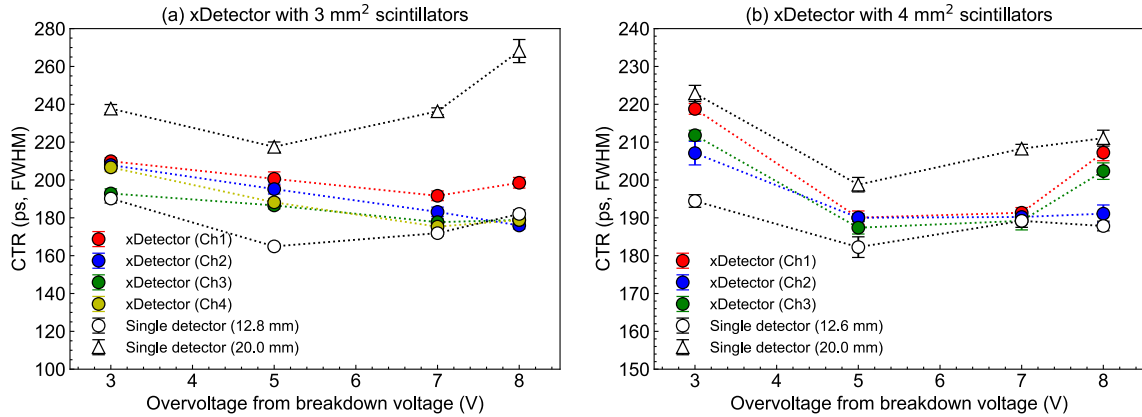 (a) xDetector with 3 mm² scintillators
280
260
240
220
200
180
160
140
120
100
CTR (ps, FWHM)
xDetector (Ch1)
xDetector (Ch2)
xDetector (Ch3)
xDetector (Ch4)
Single detector (12.8 mm)
Single detector (20.0 mm)
3 4 5 6 7 8
Overvoltage from breakdown voltage (V)
(b) xDetector with 4 mm² scintillators
240
230
220
210
200
190
180
170
160
150
CTR (ps, FWHM)
xDetector (Ch1)
xDetector (Ch2)
xDetector (Ch3)
Single detector (12.6 mm)
Single detector (20.0 mm)
3 4 5 6 7 8
Overvoltage from breakdown voltage (V)